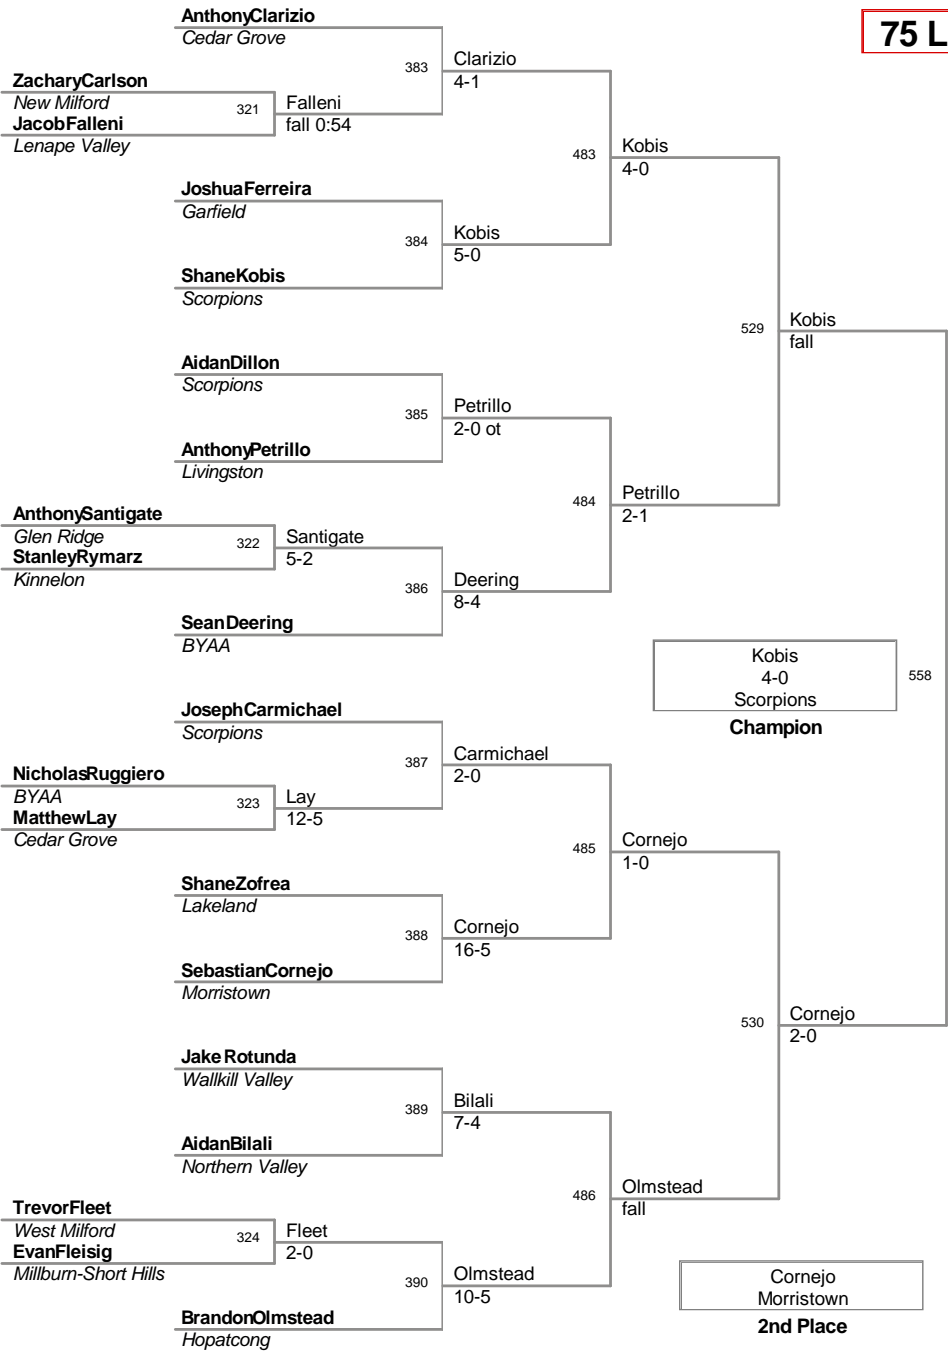 AnthonyClarizio
Cedar Grove
75 L
383
Clarizio
4-1
ZacharyCarlson
New Milford
321
Falleni
fall 0:54
JacobFalleni
Lenape Valley
483
Kobis
4-0
JoshuaFerreira
Garfield
384
Kobis
5-0
ShaneKobis
Scorpions
529
Kobis
fall
AidanDillon
Scorpions
385
Petrillo
2-0 ot
AnthonyPetrillo
Livingston
484
Petrillo
2-1
AnthonySantigate
Glen Ridge
322
Santigate
5-2
StanleyRymarz
Kinnelon
386
Deering
8-4
SeanDeering
BYAA
Kobis
4-0
Scorpions
558
Champion
JosephCarmichael
Scorpions
387
Carmichael
2-0
NicholasRuggiero
BYAA
323
Lay
12-5
MatthewLay
Cedar Grove
485
Cornejo
1-0
ShaneZofrea
Lakeland
388
Cornejo
16-5
SebastianCornejo
Morristown
530
Cornejo
2-0
Jake Rotunda
Wallkill Valley
389
Bilali
7-4
AidanBilali
Northern Valley
486
Olmstead
fall
TrevorFleet
West Milford
324
Fleet
2-0
EvanFleisig
Millburn-Short Hills
390
Olmstead
10-5
BrandonOlmstead
Hopatcong
Cornejo
Morristown
2nd Place